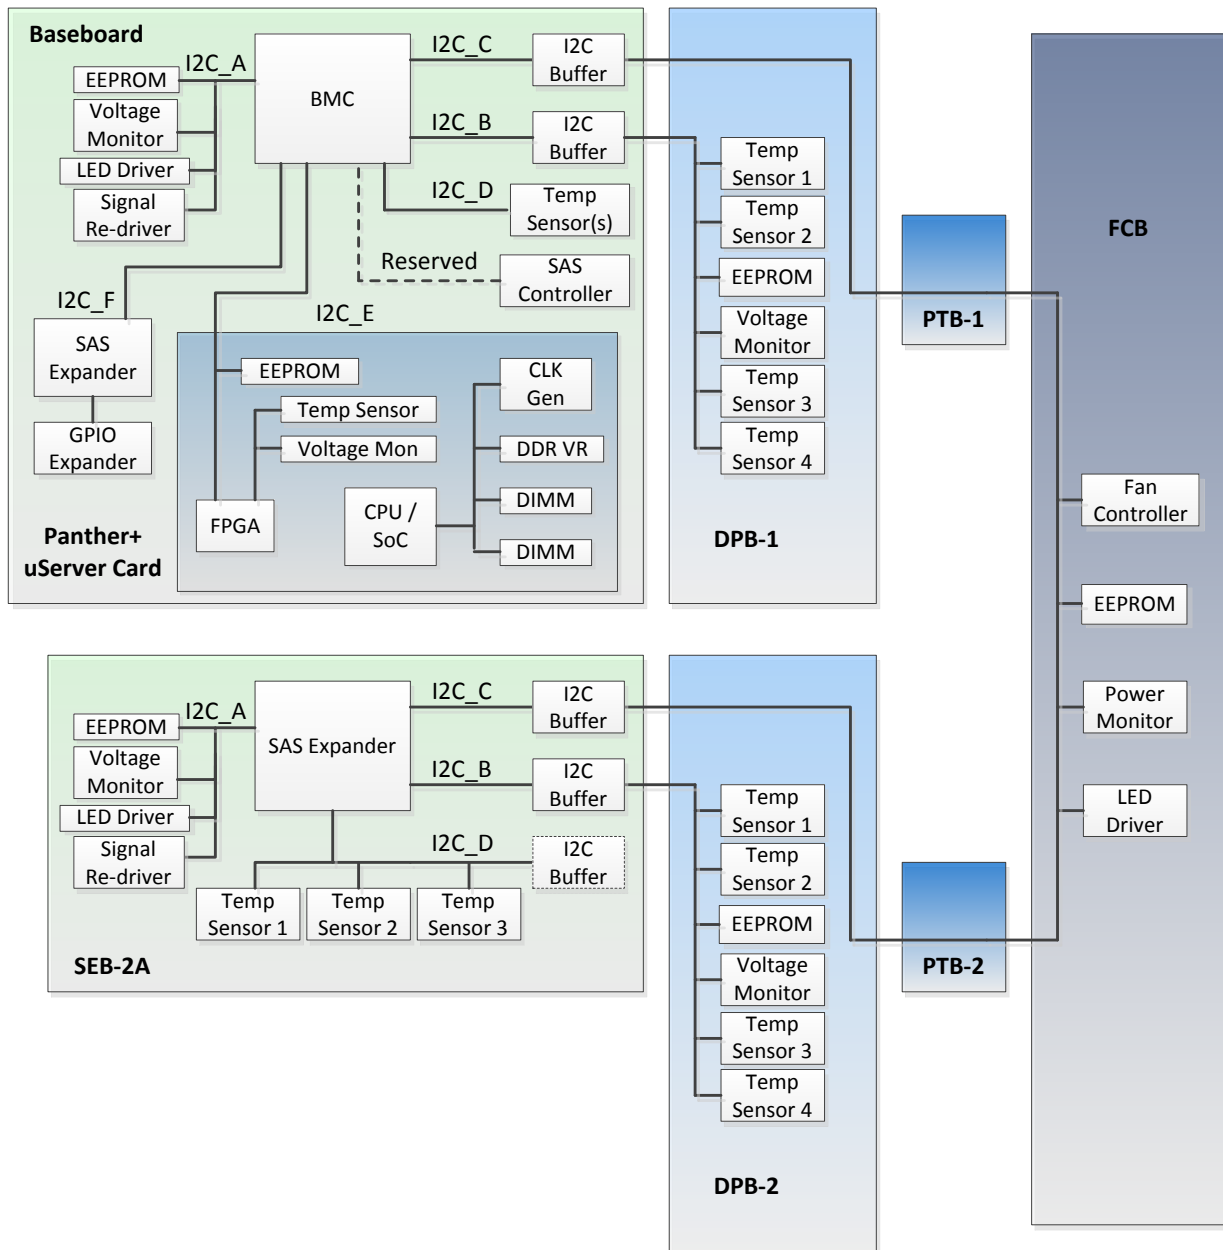 Baseboard
I2C_A
EEPROM
Voltage
Monitor
LED Driver
Signal
Re-driver
BMC
I2C_C
I2C
Buffer
I2C_B
I2C
Buffer
I2C_D
Temp
Sensor(s)
Reserved
SAS
Controller
I2C_F
SAS
Expander
GPIO
Expander
I2C_E
EEPROM
Temp Sensor
Voltage Mon
FPGA
CPU /
SoC
CLK
Gen
DDR VR
DIMM
DIMM
Panther+
uServer Card
Temp
Sensor 1
Temp
Sensor 2
EEPROM
Voltage
Monitor
Temp
Sensor 3
Temp
Sensor 4
DPB-1
PTB-1
FCB
Fan
Controller
EEPROM
Power
Monitor
LED
Driver
I2C_A
EEPROM
Voltage
Monitor
LED Driver
Signal
Re-driver
SAS Expander
I2C_C
I2C
Buffer
I2C_B
I2C
Buffer
I2C_D
I2C
Buffer
Temp
Sensor 1
Temp
Sensor 2
Temp
Sensor 3
SEB-2A
Temp
Sensor 1
Temp
Sensor 2
EEPROM
Voltage
Monitor
Temp
Sensor 3
Temp
Sensor 4
DPB-2
PTB-2